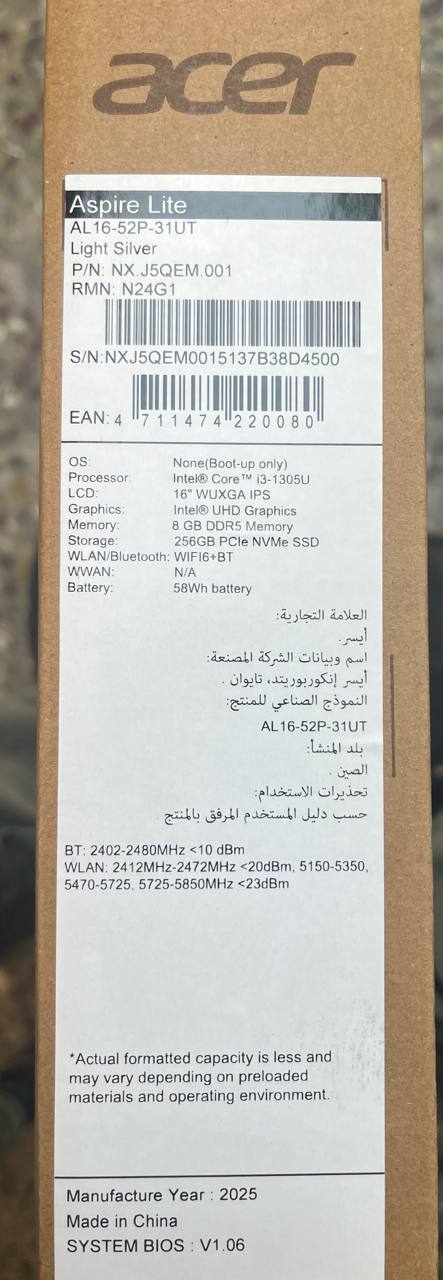 acer
Aspire Lite
AL16-52P-31UT
Light Silver
P/N: NX.J5QEM.001
RMN: N24G1
S/N:NXJ5QEM0015137B38D4500
EAN: 4 711474 220080
OS: None(Boot-up only)
Processor: Intel® Core™ i3-1305U
LCD: 16" WUXGA IPS
Graphics: Intel® UHD Graphics
Memory: 8 GB DDR5 Memory
Storage: 256GB PCIe NVMe SSD
WLAN/Bluetooth: WIFI6+BT
WWAN: N/A
Battery: 58Wh battery
العلامة التجارية:
أيسر.
اسم وبيانات الشركة المصنعة:
أيسر إنكوربوريتد، تايوان .
النموذج الصناعي للمنتج:
AL16-52P-31UT
بلد المنشأ:
الصين .
تحذيرات الاستخدام:
حسب دليل المستخدم المرفق بالمنتج .
BT: 2402-2480MHz <10 dBm
WLAN: 2412MHz-2472MHz <20dBm, 5150-5350,
5470-5725. 5725-5850MHz <23dBm
*Actual formatted capacity is less and
may vary depending on preloaded
materials and operating environment.
Manufacture Year : 2025
Made in China
SYSTEM BIOS : V1.06